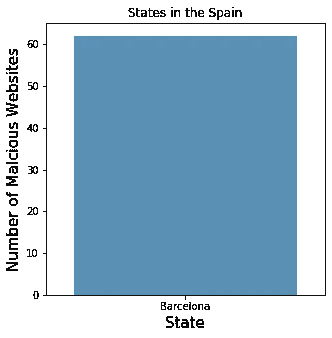 States in the Spain
Number of Malcious Websites
60
50
40
30
20
10
0
Barcelona
State